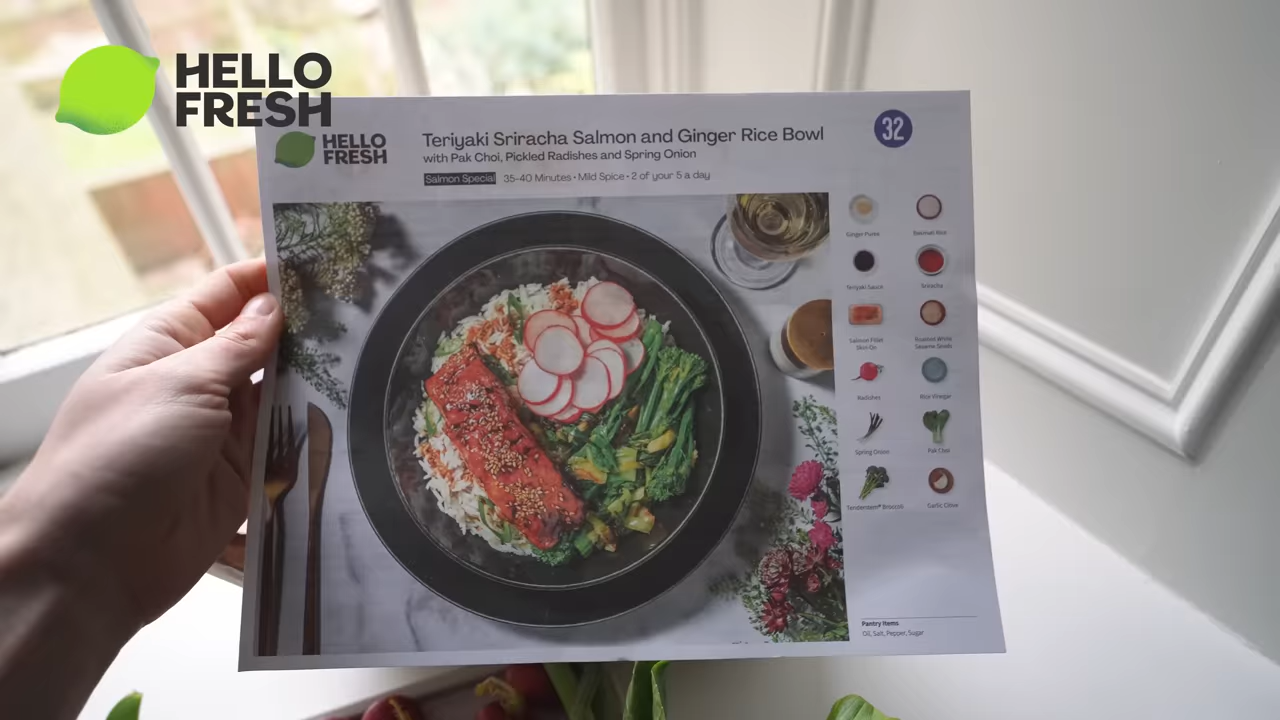 HELLO
FRESH
HELLO
FRESH
Teriyaki Sriracha Salmon and Ginger Rice Bowl
with Pak Choi, Pickled Radishes and Spring Onion
Salmon Special 35-40 Minutes • Mild Spice • 2 of your 5 a day
32
Ginger Puree
Basmati Rice
Teriyaki Sauce
Sriracha
Salmon Fillet
Skin On
Roasted White
Sesame Seeds
Radishes
Rice Vinegar
Spring Onion
Pak Choi
Tenderstem® Broccoli
Garlic Clove
Pantry Items
Oil, Salt, Pepper, Sugar